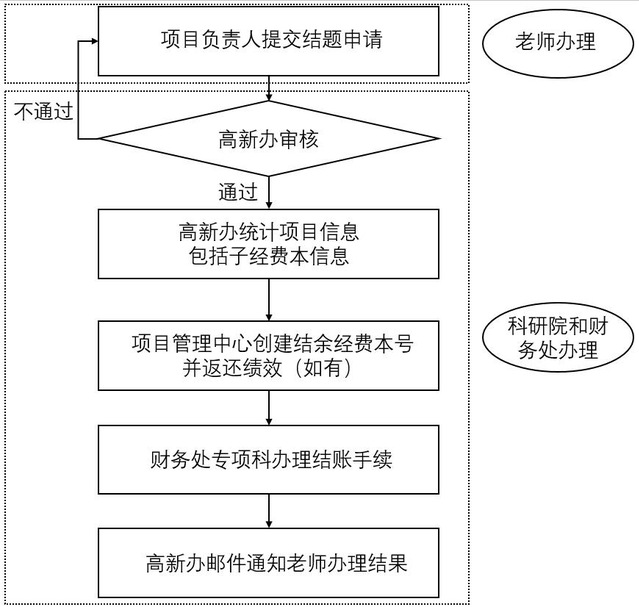 项目负责人提交结题申请
老师办理
不通过
高新办审核
通过
高新办统计项目信息
包括子经费本信息
科研院和财
务处办理
项目管理中心创建结余经费本号
并返还绩效（如有）
财务处专项科办理结账手续
高新办邮件通知老师办理结果